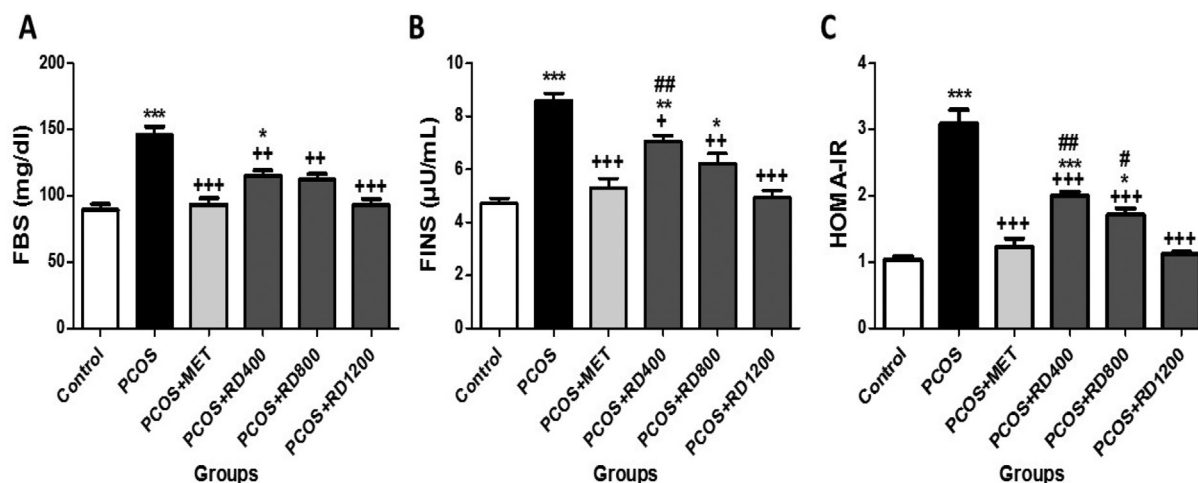 A
FBS (mg/dl)
200
150
100
50
0
***
+++
*
++
++
+++
Control
PCOS
PCOS+MET
PCOS+RD400
PCOS+RD800
PCOS+RD1200
Groups
B
FINS (µU/mL)
10
8
6
4
2
0
***
+++
##
**
+
*
++
+++
Control
PCOS
PCOS+MET
PCOS+RD400
PCOS+RD800
PCOS+RD1200
Groups
C
HOM A-IR
4
3
2
1
0
***
+++
##
***
+++
#
*
+++
+++
Control
PCOS
PCOS+MET
PCOS+RD400
PCOS+RD800
PCOS+RD1200
Groups